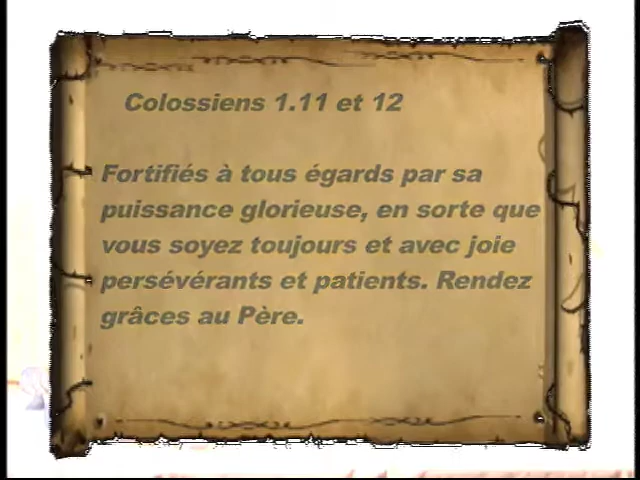 Colossiens 1.11 et 12
Fortifiés à tous égards par sa
puissance glorieuse, en sorte que
vous soyez toujours et avec joie
persévérants et patients. Rendez
grâces au Père.